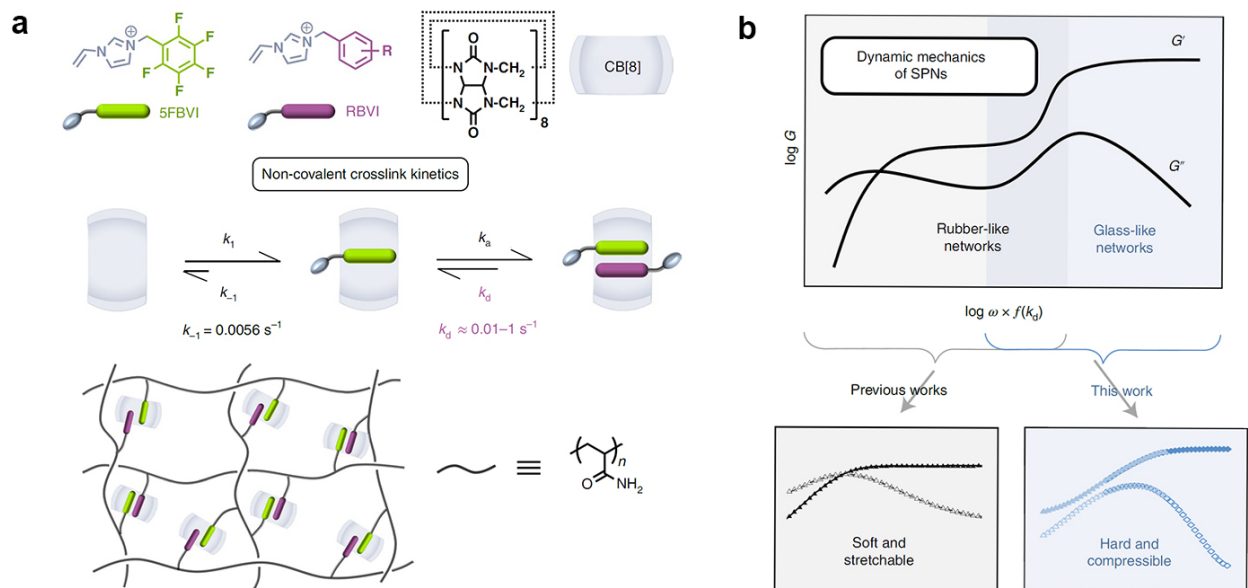 a
F
F
F
F
F
5FBVI
R
RBVI
O
N
N
CH2
N
N
CH2
O
8
CB[8]
Non-covalent crosslink kinetics
k1
k−1
k−1 = 0.0056 s−1
ka
kd
kd ≈ 0.01–1 s−1
n
O
NH2
b
Dynamic mechanics
of SPNs
G′
G″
log G
Rubber-like
networks
Glass-like
networks
log ω × f(kd)
Previous works
This work
Soft and
stretchable
Hard and
compressible